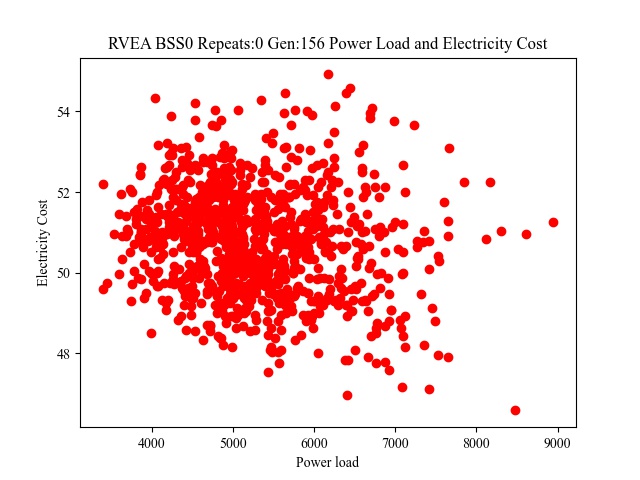 RVEA BSS0 Repeats:0 Gen:156 Power Load and Electricity Cost
54
52
50
48
Electricity Cost
4000 5000 6000 7000 8000 9000
Power load